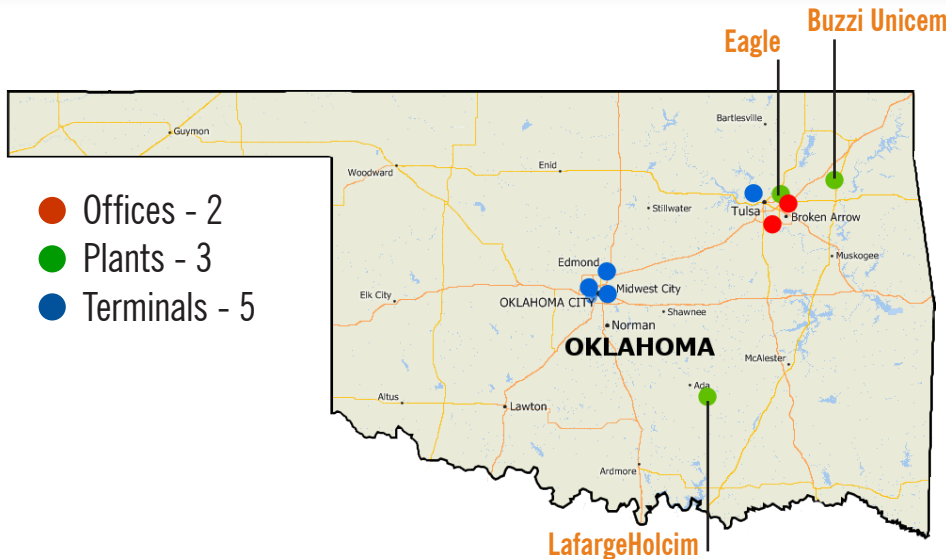 Buzzi Unicem
Eagle
Bartlesville
Guymon
Enid
Woodward
Stillwater
Tulsa
Broken Arrow
Offices - 2
Plants - 3
Terminals - 5
Muskogee
Edmond
Midwest City
Elk City
OKLAHOMA CITY
Shawnee
Norman
OKLAHOMA
McAlester
Ada
Altus
Lawton
Ardmore
LafargeHolcim